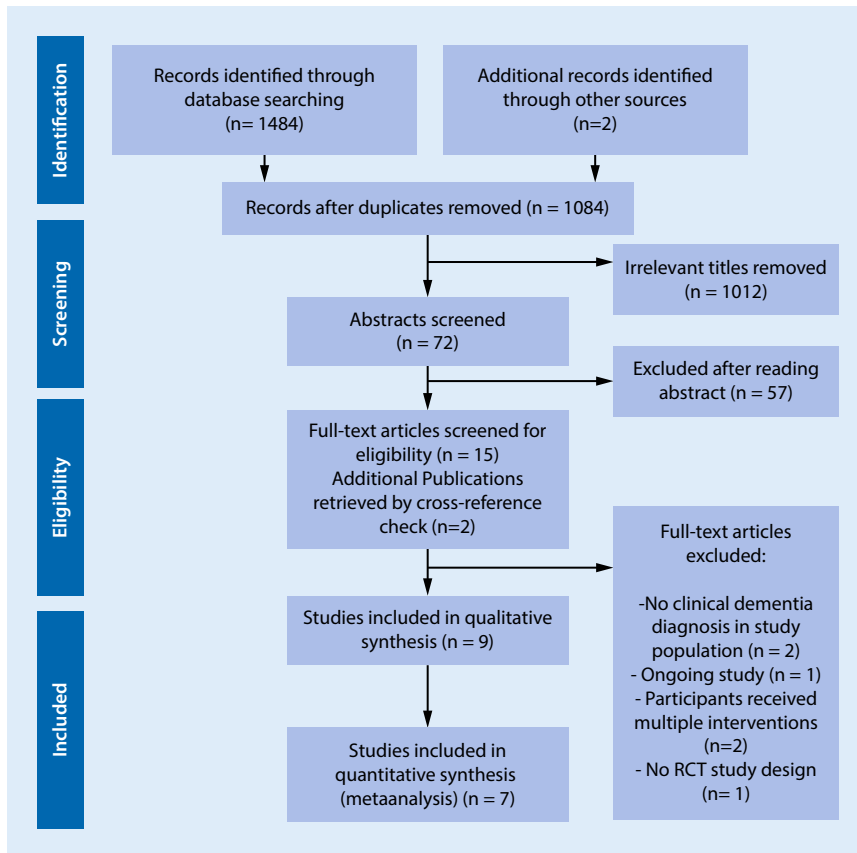 Identification
Records identified through
database searching
(n= 1484)
Additional records identified
through other sources
(n=2)
Records after duplicates removed (n = 1084)
Screening
Irrelevant titles removed
(n = 1012)
Abstracts screened
(n = 72)
Excluded after reading
abstract (n = 57)
Eligibility
Full-text articles screened for
eligibility (n = 15)
Additional Publications
retrieved by cross-reference
check (n=2)
Full-text articles
excluded:
-No clinical dementia
diagnosis in study
population (n = 2)
- Ongoing study (n = 1)
- Participants received
multiple interventions
(n=2)
- No RCT study design
(n= 1)
Included
Studies included in qualitative
synthesis (n = 9)
Studies included in
quantitative synthesis
(metaanalysis) (n = 7)